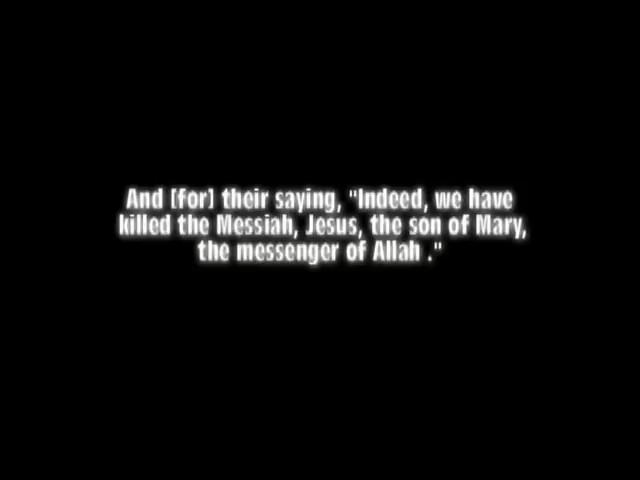 And [for] their saying, "Indeed, we have
killed the Messiah, Jesus, the son of Mary,
the messenger of Allah ."